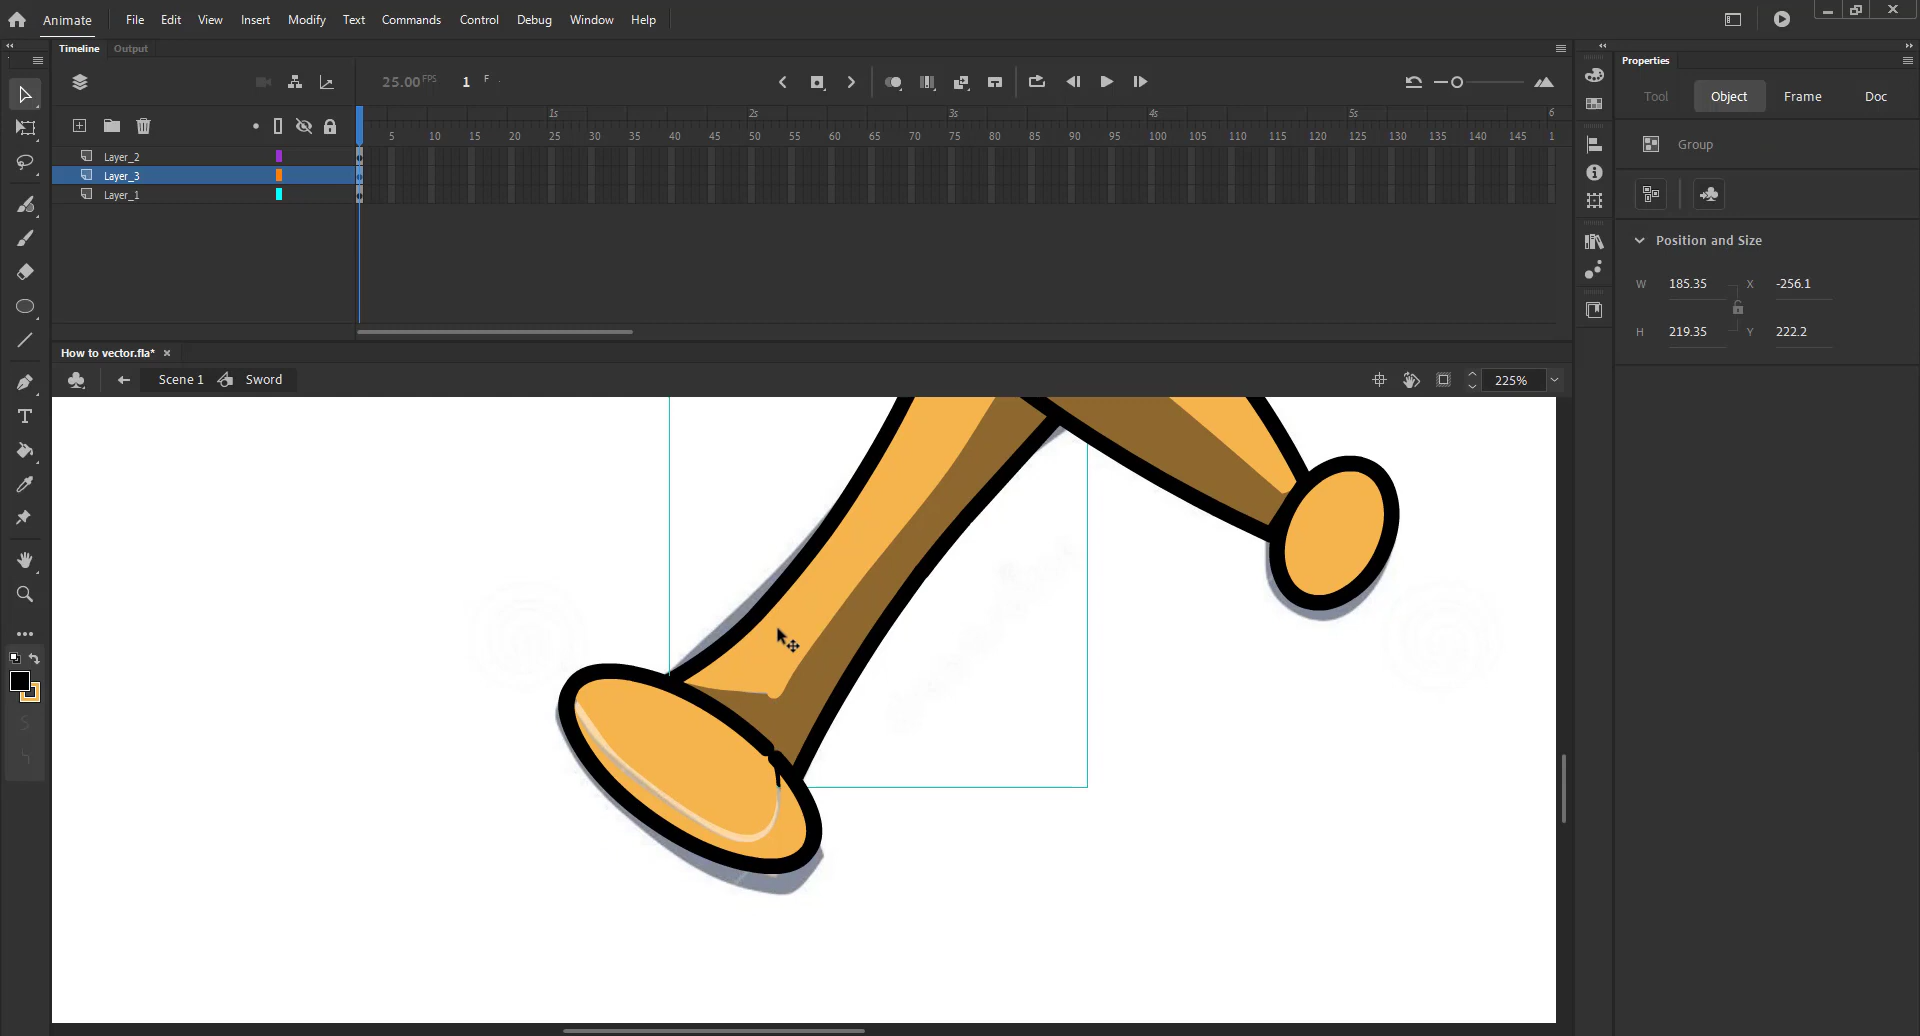 Animate File Edit View Insert Modify Text Commands Control Debug Window Help
Timeline Output
Properties
25.00 FPS 1 F
Tool Object Frame Doc
1s 2s 3s 4s 5s 6
5 10 15 20 25 30 35 40 45 50 55 60 65 70 75 80 85 90 95 100 105 110 115 120 125 130 135 140 145 1
Group
Layer_2
Layer_3
Layer_1
Position and Size
W 185.35 X -256.1
H 219.35 Y 222.2
How to vector.fla* ×
Scene 1 Sword 225%